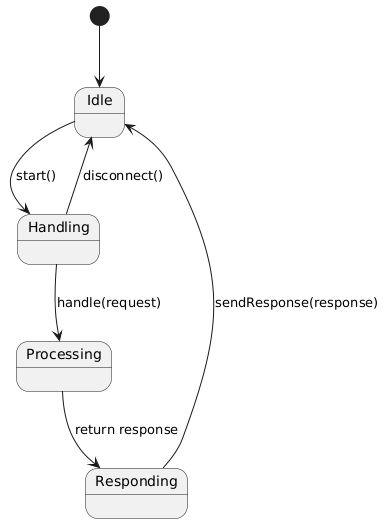 Idle
start()
disconnect()
Handling
handle(request)
sendResponse(response)
Processing
return response
Responding